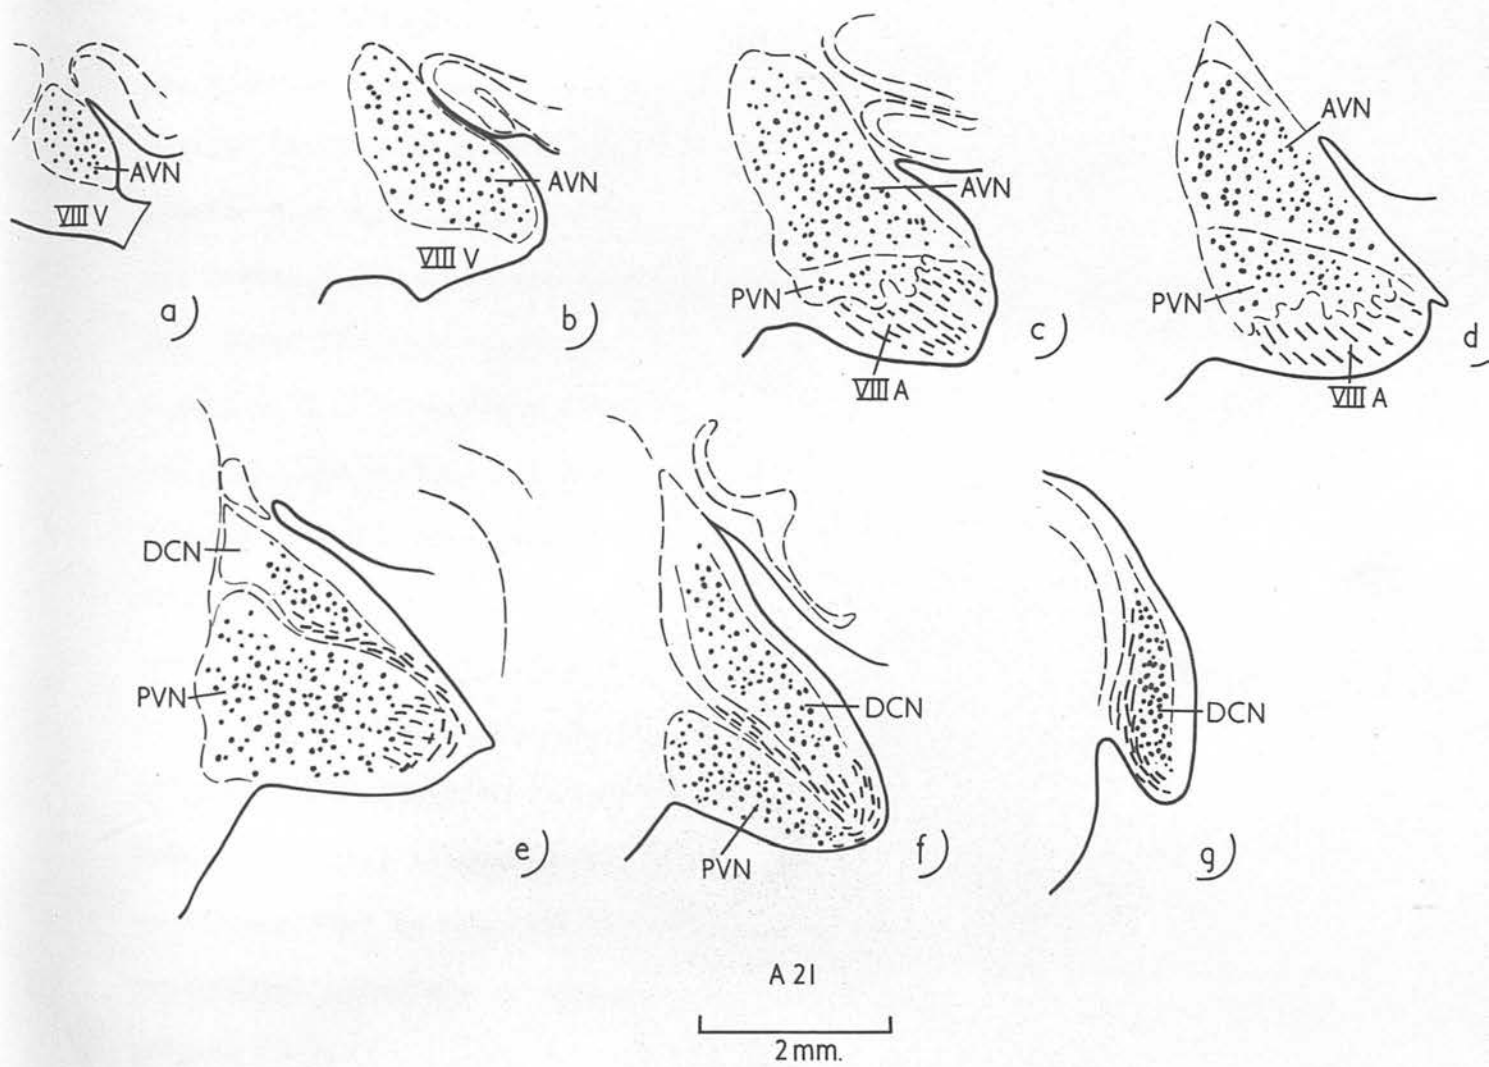 AVN
VIII V
a)
AVN
VIII V
b)
AVN
PVN
VIII A
c)
AVN
PVN
VIII A
d
DCN
PVN
e)
DCN
PVN
f)
DCN
g)
A 21
2 mm.